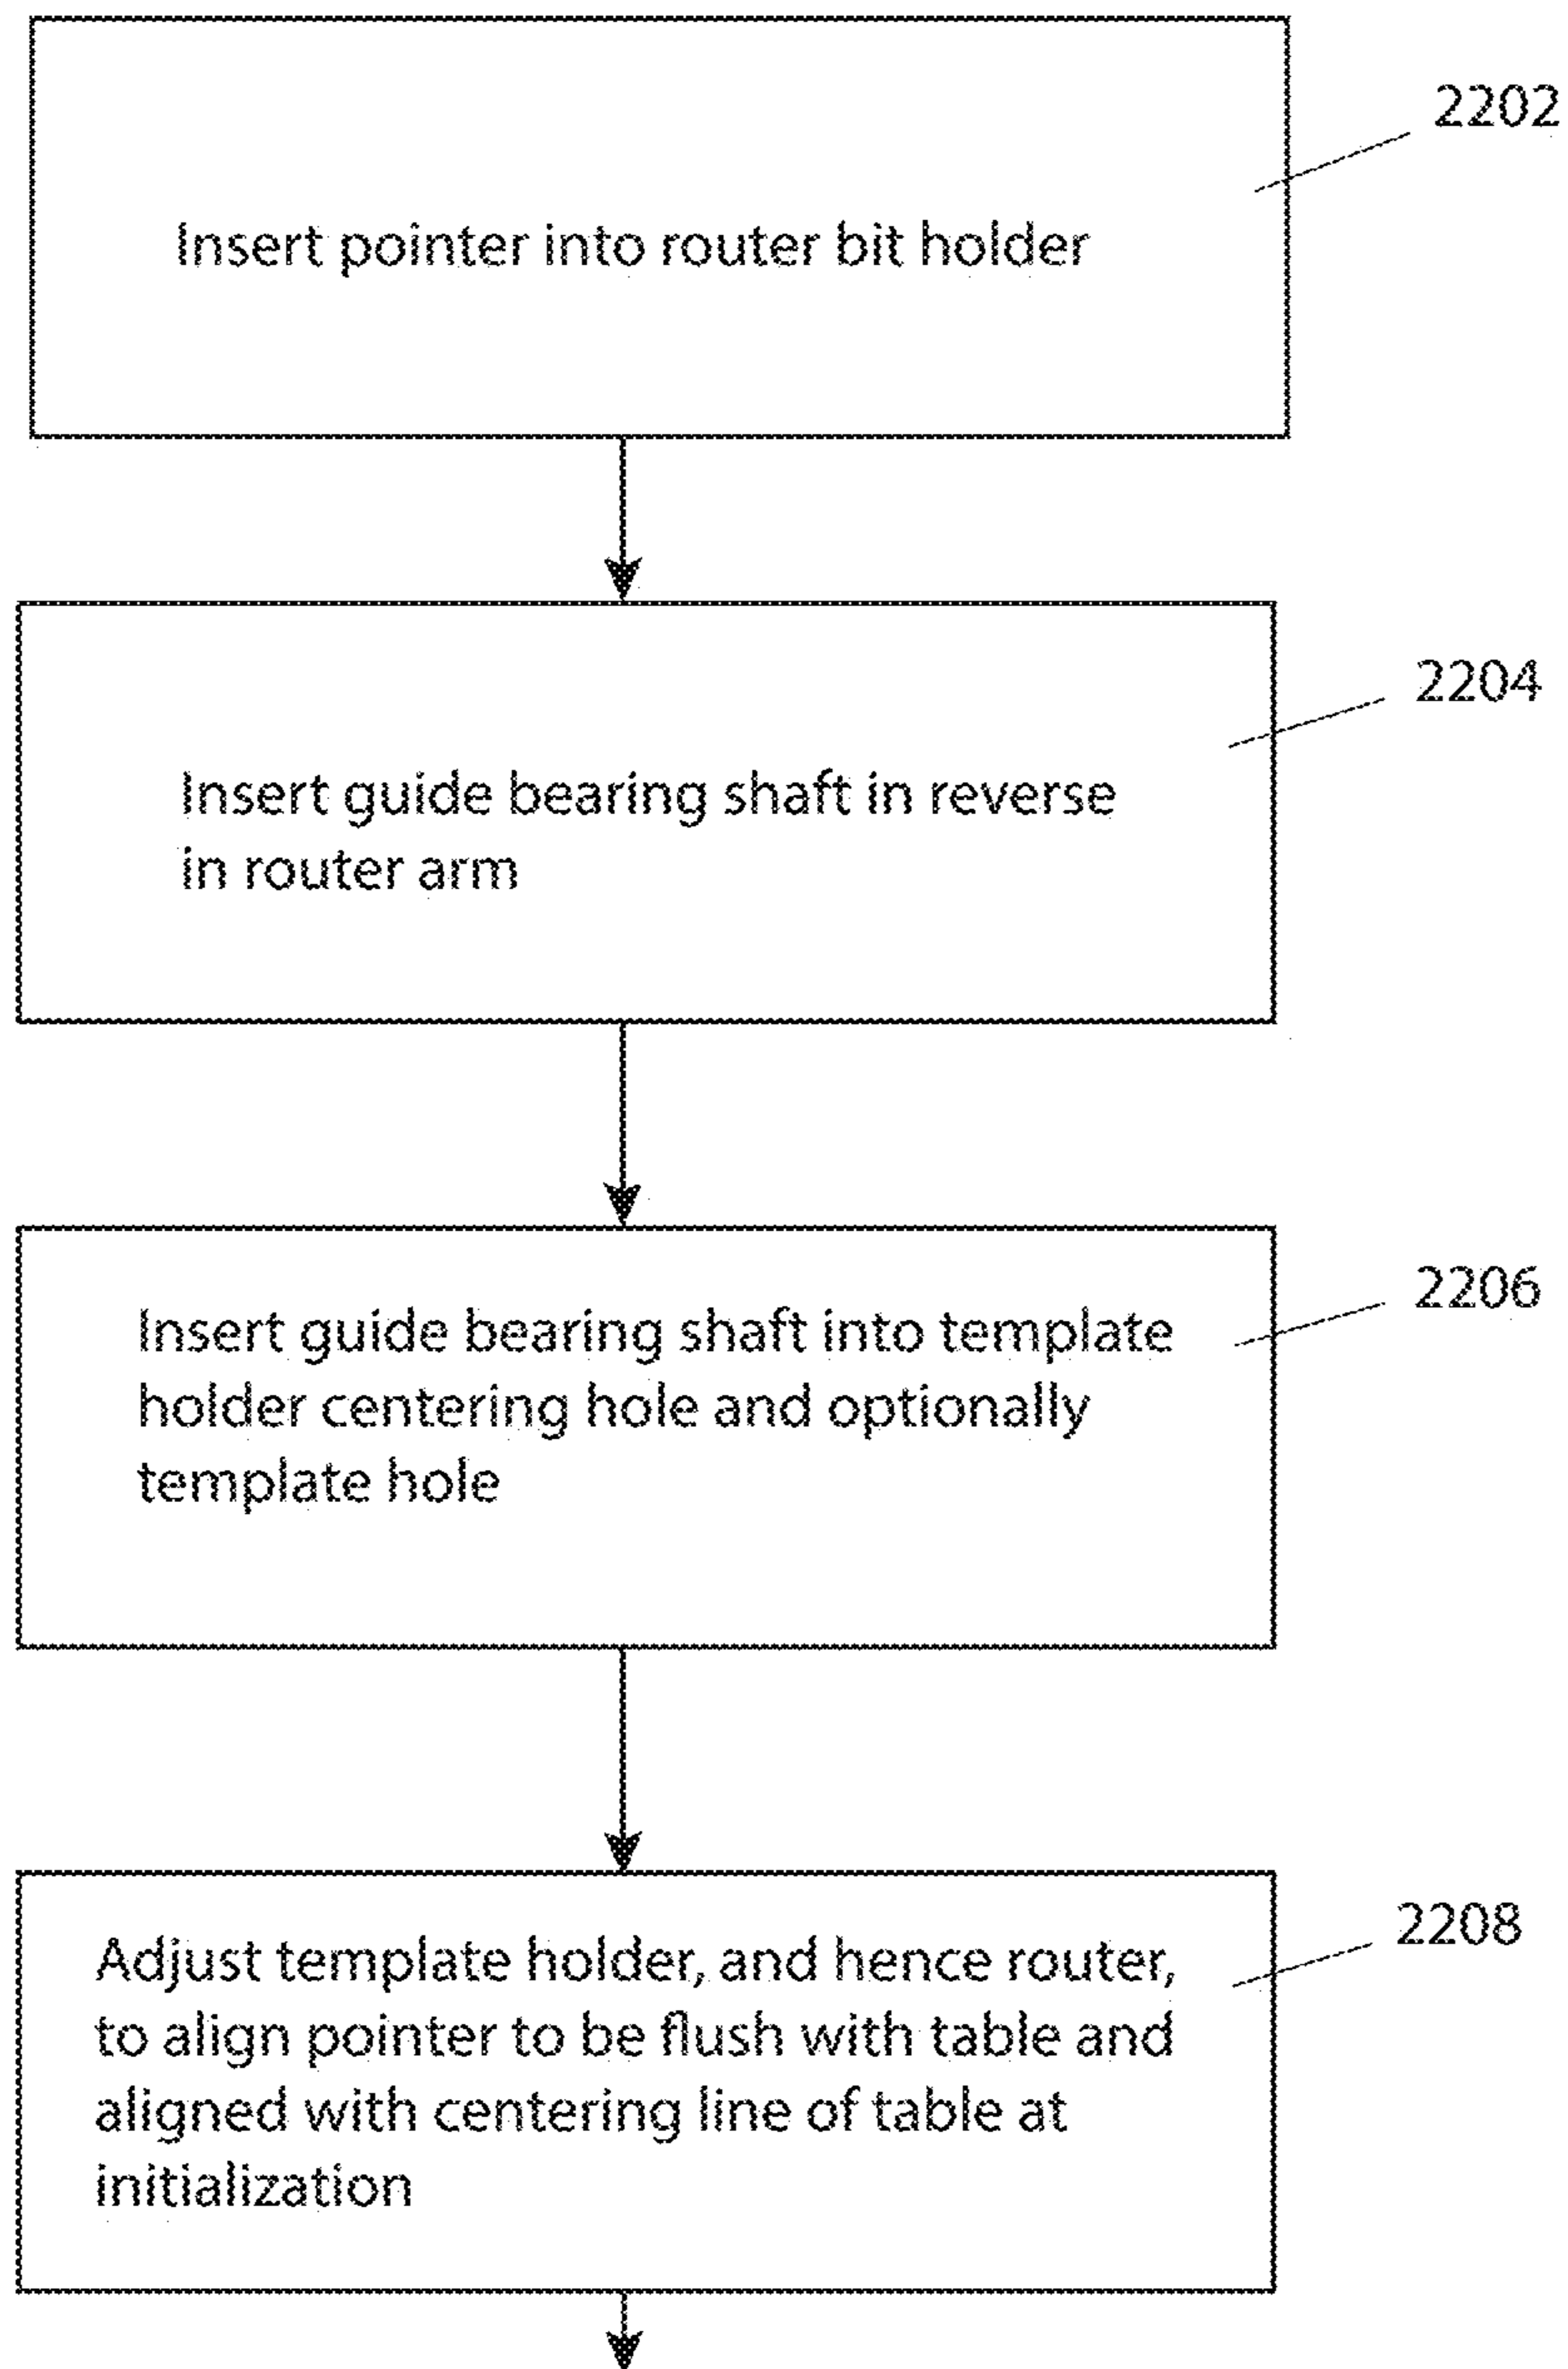 2202
Insert pointer into router bit holder
2204
Insert guide bearing shaft in reverse
in router arm
2206
Insert guide bearing shaft into template
holder centering hole and optionally
template hole
2208
Adjust template holder, and hence router,
to align pointer to be flush with table and
aligned with centering line of table at
initialization